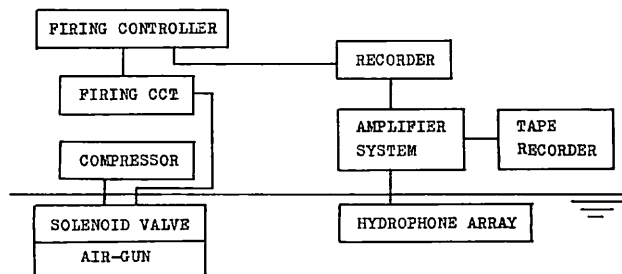 FIRING CONTROLLER
RECORDER
FIRING CCT
AMPLIFIER
SYSTEM
TAPE
RECORDER
COMPRESSOR
SOLENOID VALVE
HYDROPHONE ARRAY
AIR-GUN